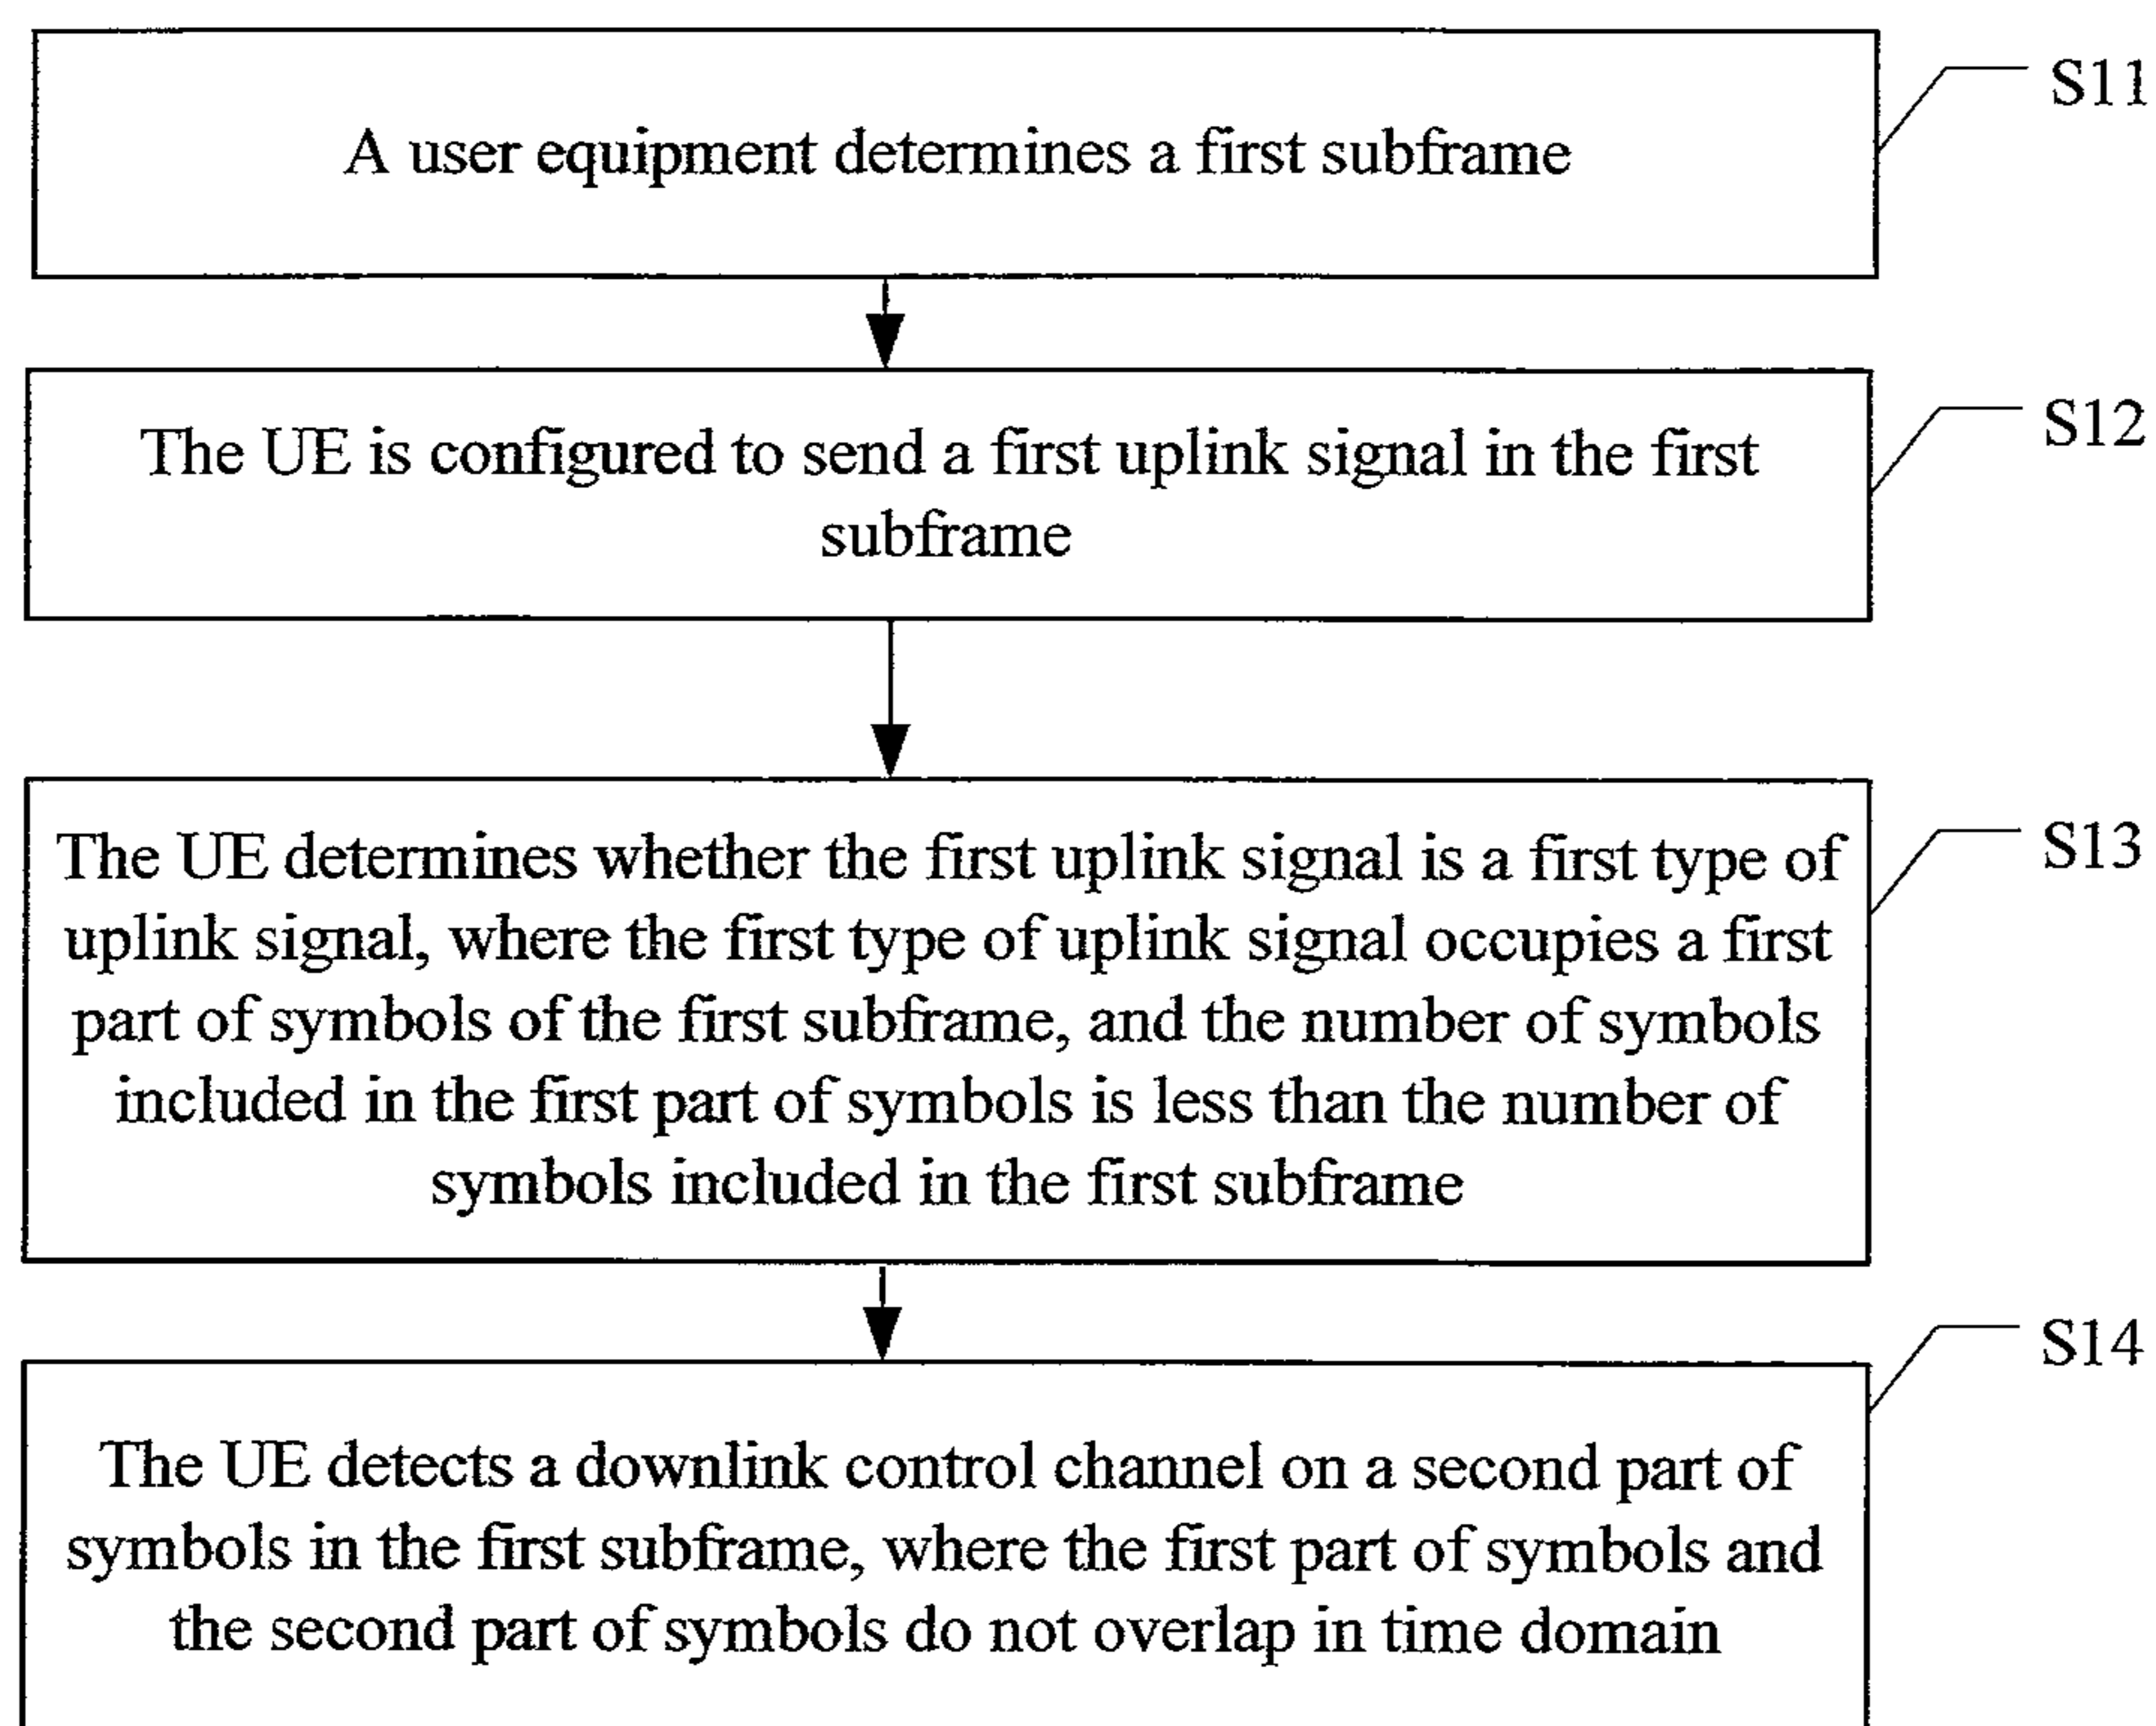 A user equipment determines a first subframe
S11
The UE is configured to send a first uplink signal in the first
subframe
S12
The UE determines whether the first uplink signal is a first type of
uplink signal, where the first type of uplink signal occupies a first
part of symbols of the first subframe, and the number of symbols
included in the first part of symbols is less than the number of
symbols included in the first subframe
S13
The UE detects a downlink control channel on a second part of
symbols in the first subframe, where the first part of symbols and
the second part of symbols do not overlap in time domain
S14